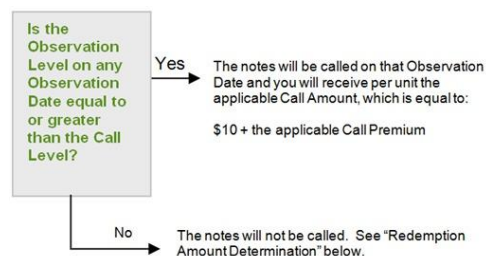 Is the
Observation
Level on any
Observation
Date equal to
or greater
than the Call
Level?
Yes
The notes will be called on that Observation
Date and you will receive per unit the
applicable Call Amount, which is equal to:
$10 + the applicable Call Premium
No
The notes will not be called. See “Redemption
Amount Determination” below.